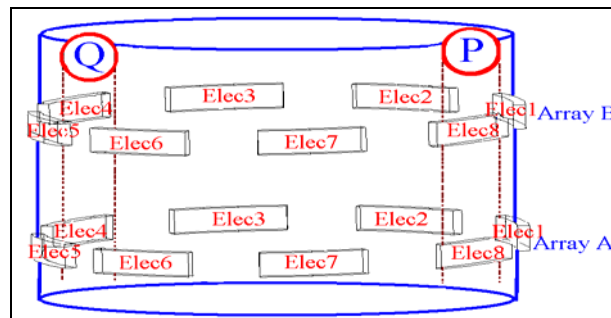 Q P
Elec4 Elec3 Elec2 Elec1 Array B
Elec5 Elec6 Elec7 Elec8
Elec4 Elec3 Elec2 Elec1 Array A
Elec5 Elec6 Elec7 Elec8